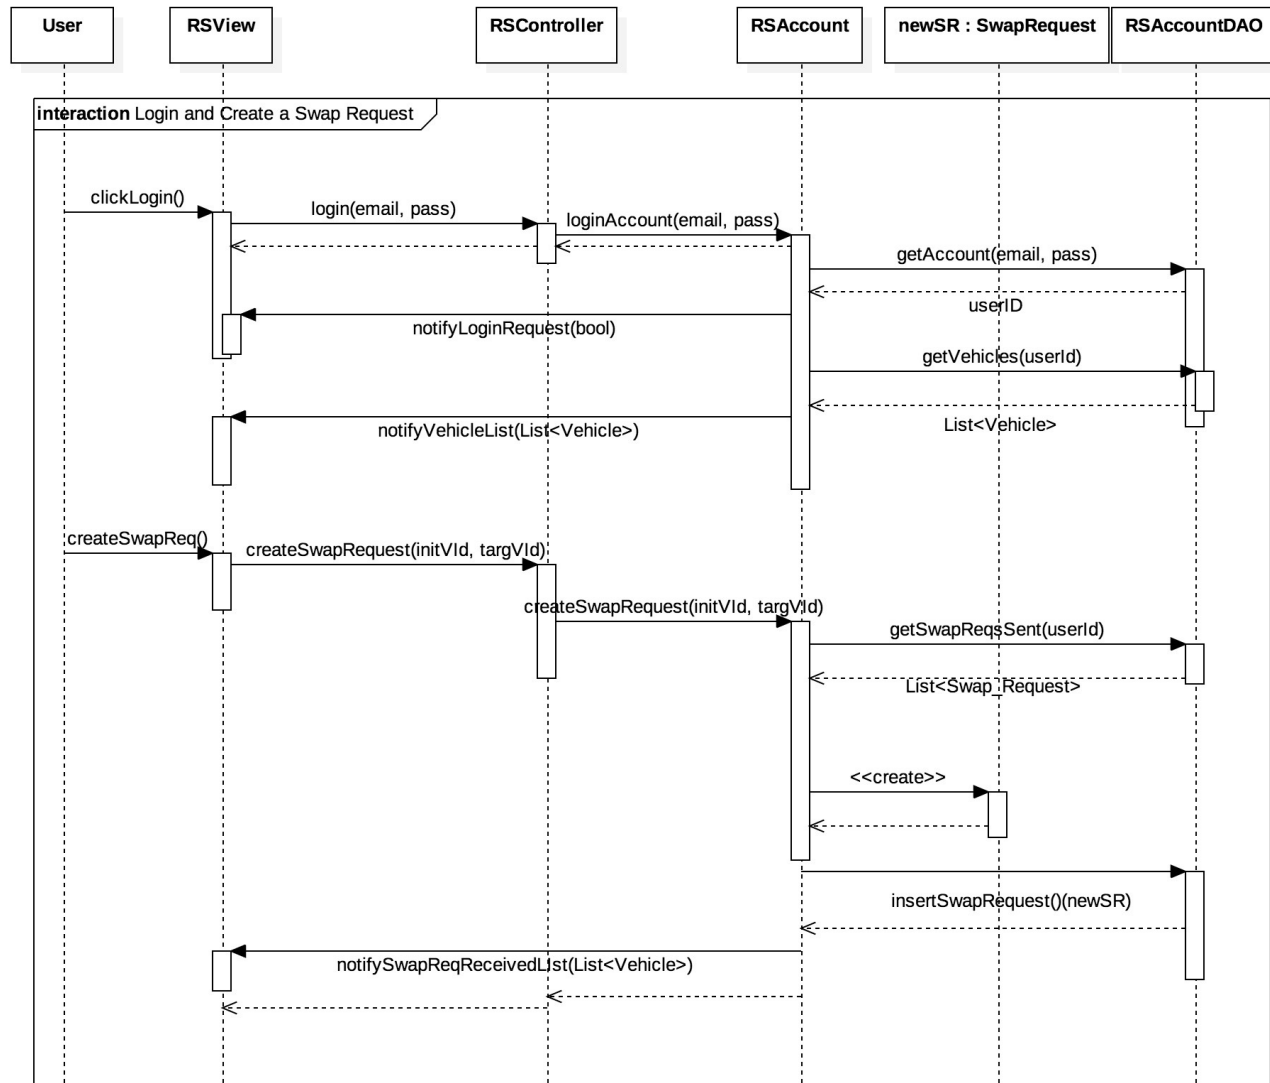 User
RSView
RSController
RSAccount
newSR : SwapRequest
RSAccountDAO
interaction Login and Create a Swap Request
clickLogin()
login(email, pass)
loginAccount(email, pass)
getAccount(email, pass)
userID
notifyLoginRequest(bool)
getVehicles(userId)
List<Vehicle>
notifyVehicleList(List<Vehicle>)
createSwapReq()
createSwapRequest(initVId, targVId)
createSwapRequest(initVId, targVId)
getSwapReqsSent(userId)
List<Swap_Request>
<<create>>
insertSwapRequest()(newSR)
notifySwapReqReceivedList(List<Vehicle>)